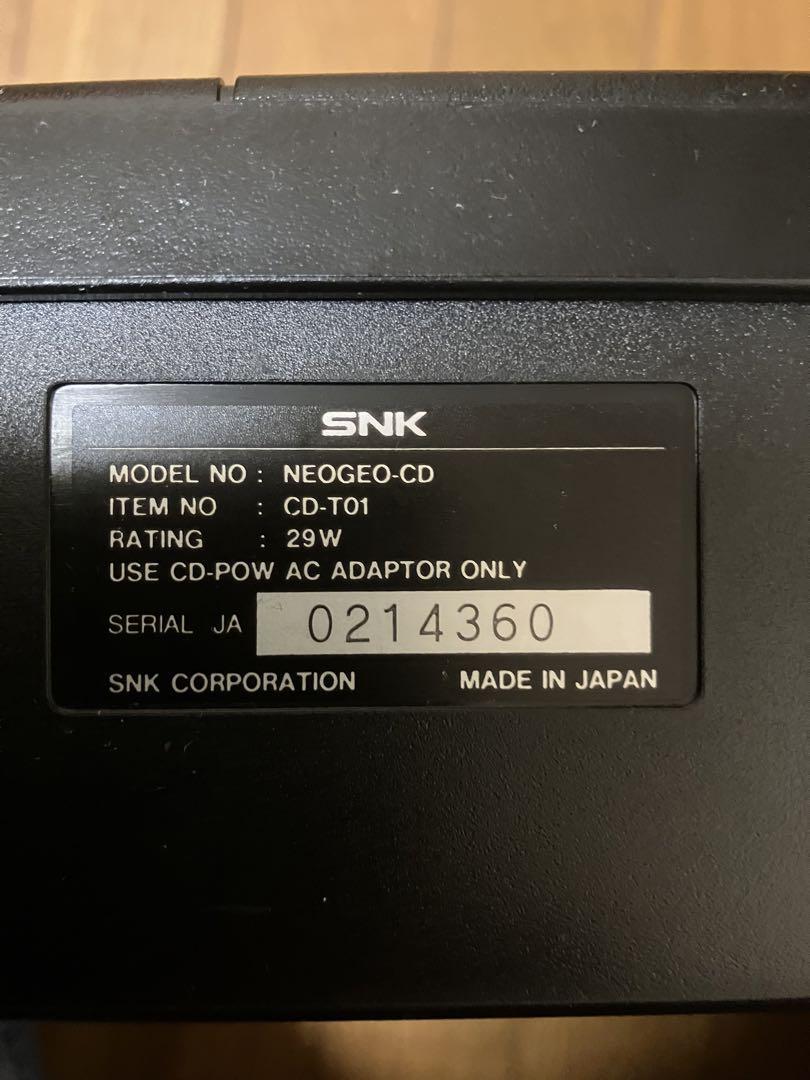 SNK
MODEL NO : NEOGEO-CD
ITEM NO : CD-T01
RATING : 29W
USE CD-POW AC ADAPTOR ONLY
SERIAL JA 0214360
SNK CORPORATION MADE IN JAPAN